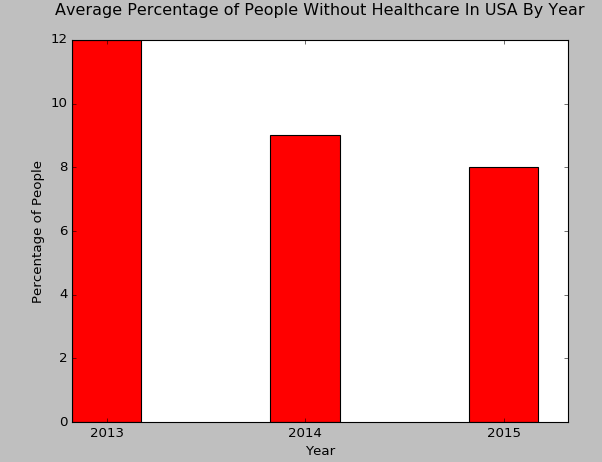 Average Percentage of People Without Healthcare In USA By Year
12
10
8
6
4
2
0
Percentage of People
2013 2014 2015
Year